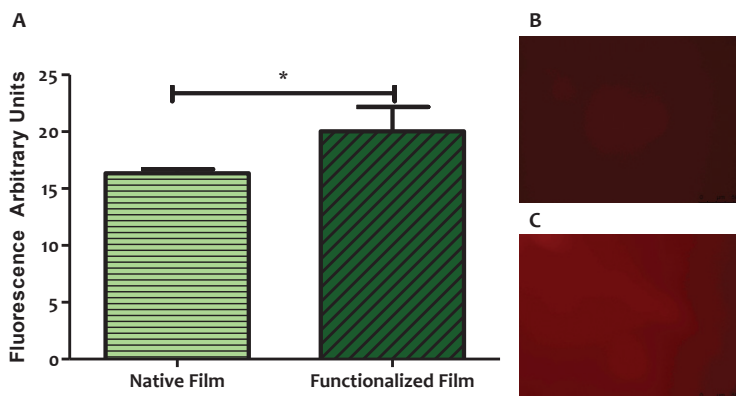 A
Fluorescence Arbitrary Units
25
20
15
10
5
0
*
Native Film
Functionalized Film
B
C